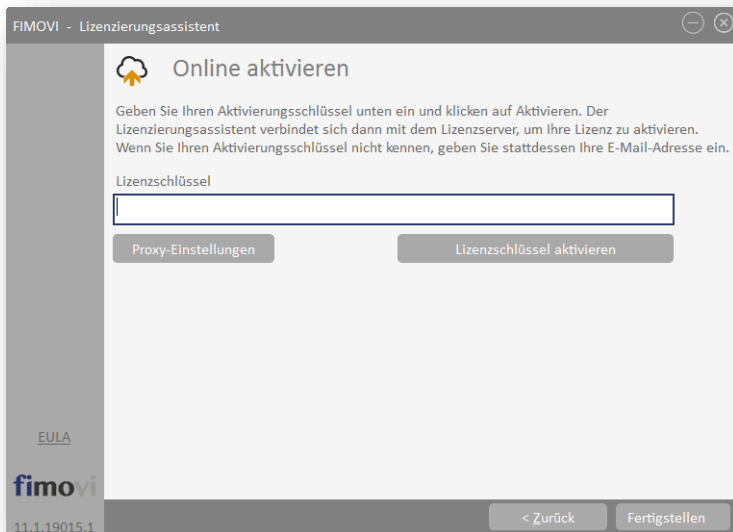 FIMOVI - Lizenzierungsassistent
Online aktivieren
Geben Sie Ihren Aktivierungsschlüssel unten ein und klicken auf Aktivieren. Der
Lizenzierungsassistent verbindet sich dann mit dem Lizenzserver, um Ihre Lizenz zu aktivieren.
Wenn Sie Ihren Aktivierungsschlüssel nicht kennen, geben Sie stattdessen Ihre E-Mail-Adresse ein.
Lizenzschlüssel
Proxy-Einstellungen
Lizenzschlüssel aktivieren
EULA
fimovi
11.1.19015.1
< Zurück
Fertigstellen